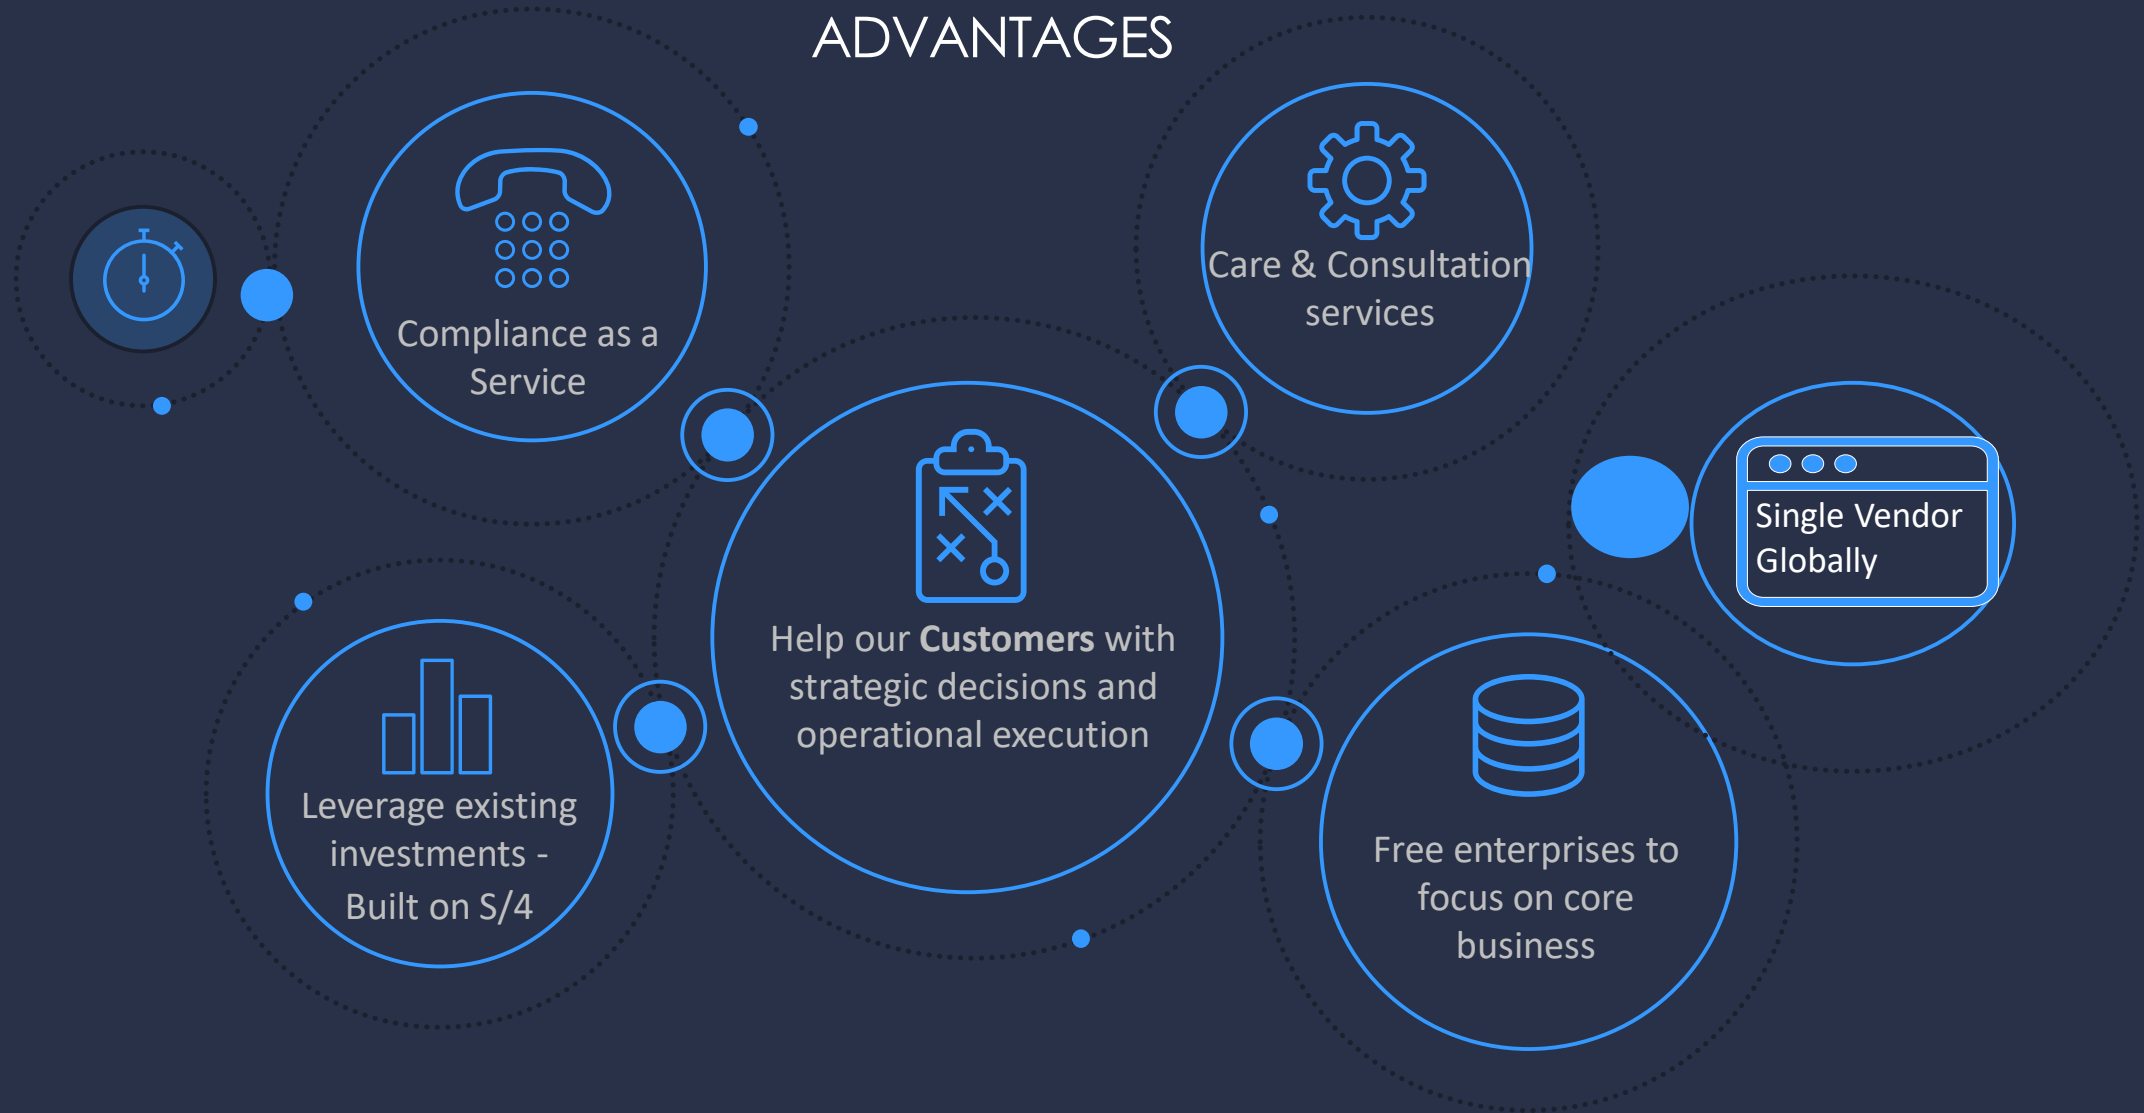 ADVANTAGES
Compliance as a
Service
Care & Consultation
services
Single Vendor
Globally
Help our Customers with
strategic decisions and
operational execution
Leverage existing
investments -
Built on S/4
Free enterprises to
focus on core
business